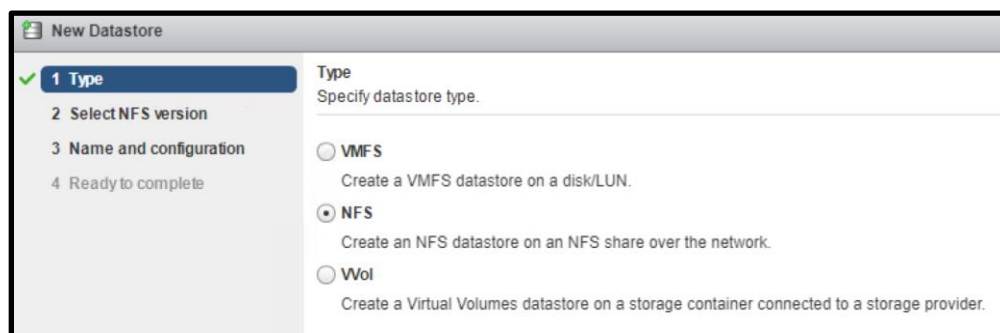 New Datastore
1 Type
2 Select NFS version
3 Name and configuration
4 Ready to complete
Type
Specify datastore type.
VMFS
Create a VMFS datastore on a disk/LUN.
NFS
Create an NFS datastore on an NFS share over the network.
VVol
Create a Virtual Volumes datastore on a storage container connected to a storage provider.